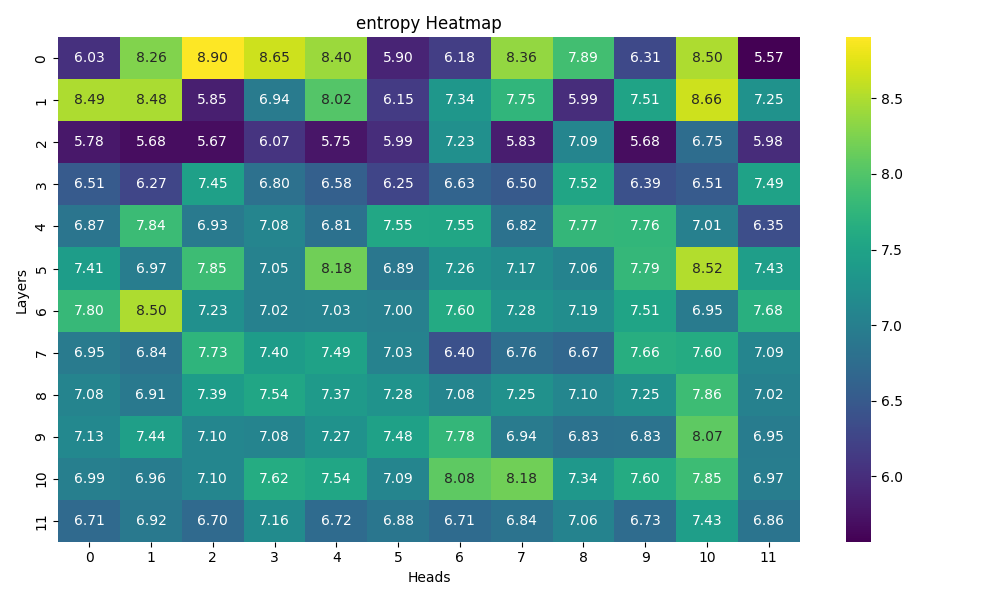 entropy Heatmap
0 6.03 8.26 8.90 8.65 8.40 5.90 6.18 8.36 7.89 6.31 8.50 5.57
1 8.49 8.48 5.85 6.94 8.02 6.15 7.34 7.75 5.99 7.51 8.66 7.25
2 5.78 5.68 5.67 6.07 5.75 5.99 7.23 5.83 7.09 5.68 6.75 5.98
3 6.51 6.27 7.45 6.80 6.58 6.25 6.63 6.50 7.52 6.39 6.51 7.49
4 6.87 7.84 6.93 7.08 6.81 7.55 7.55 6.82 7.77 7.76 7.01 6.35
5 7.41 6.97 7.85 7.05 8.18 6.89 7.26 7.17 7.06 7.79 8.52 7.43
6 7.80 8.50 7.23 7.02 7.03 7.00 7.60 7.28 7.19 7.51 6.95 7.68
7 6.95 6.84 7.73 7.40 7.49 7.03 6.40 6.76 6.67 7.66 7.60 7.09
8 7.08 6.91 7.39 7.54 7.37 7.28 7.08 7.25 7.10 7.25 7.86 7.02
9 7.13 7.44 7.10 7.08 7.27 7.48 7.78 6.94 6.83 6.83 8.07 6.95
10 6.99 6.96 7.10 7.62 7.54 7.09 8.08 8.18 7.34 7.60 7.85 6.97
11 6.71 6.92 6.70 7.16 6.72 6.88 6.71 6.84 7.06 6.73 7.43 6.86
0 1 2 3 4 5 6 7 8 9 10 11
Heads
Layers
8.5
8.0
7.5
7.0
6.5
6.0